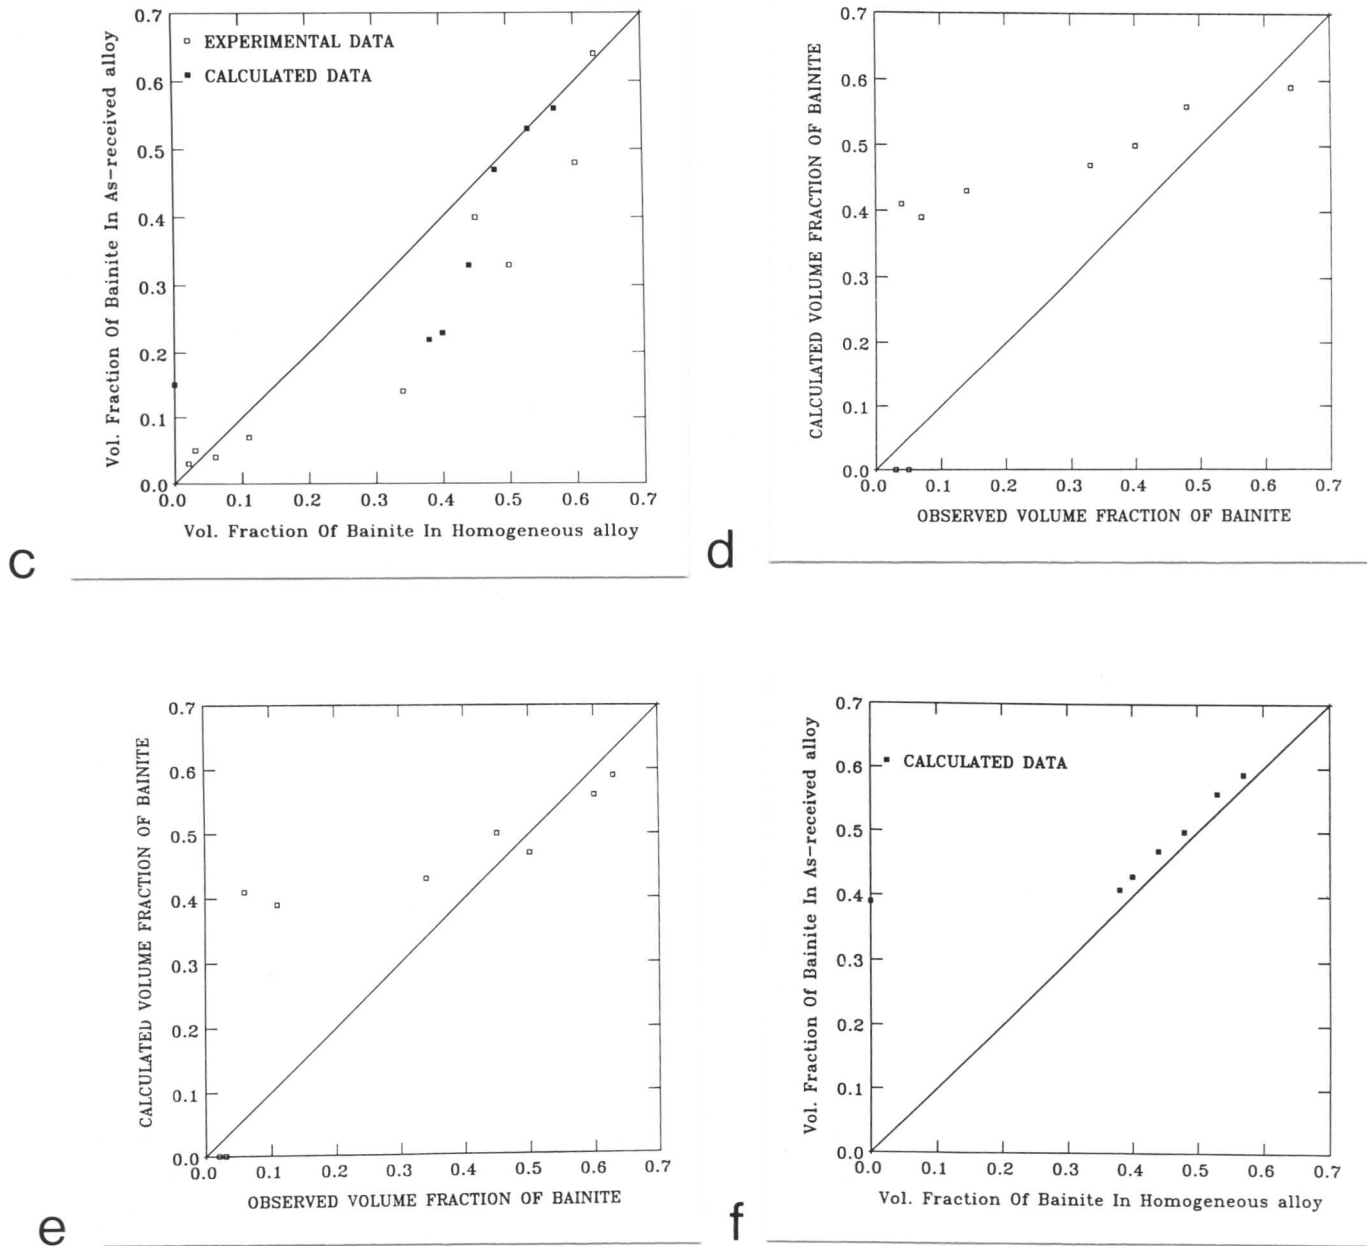 Vol. Fraction Of Bainite In As-received alloy
0.7
0.6
0.5
0.4
0.3
0.2
0.1
0.0
EXPERIMENTAL DATA
CALCULATED DATA
0.0 0.1 0.2 0.3 0.4 0.5 0.6 0.7
Vol. Fraction Of Bainite In Homogeneous alloy
c
CALCULATED VOLUME FRACTION OF BAINITE
0.7
0.6
0.5
0.4
0.3
0.2
0.1
0.0
0.0 0.1 0.2 0.3 0.4 0.5 0.6 0.7
OBSERVED VOLUME FRACTION OF BAINITE
d
CALCULATED VOLUME FRACTION OF BAINITE
0.7
0.6
0.5
0.4
0.3
0.2
0.1
0.0
0.0 0.1 0.2 0.3 0.4 0.5 0.6 0.7
OBSERVED VOLUME FRACTION OF BAINITE
e
Vol. Fraction Of Bainite In As-received alloy
0.7
0.6
0.5
0.4
0.3
0.2
0.1
0.0
CALCULATED DATA
0.0 0.1 0.2 0.3 0.4 0.5 0.6 0.7
Vol. Fraction Of Bainite In Homogeneous alloy
f